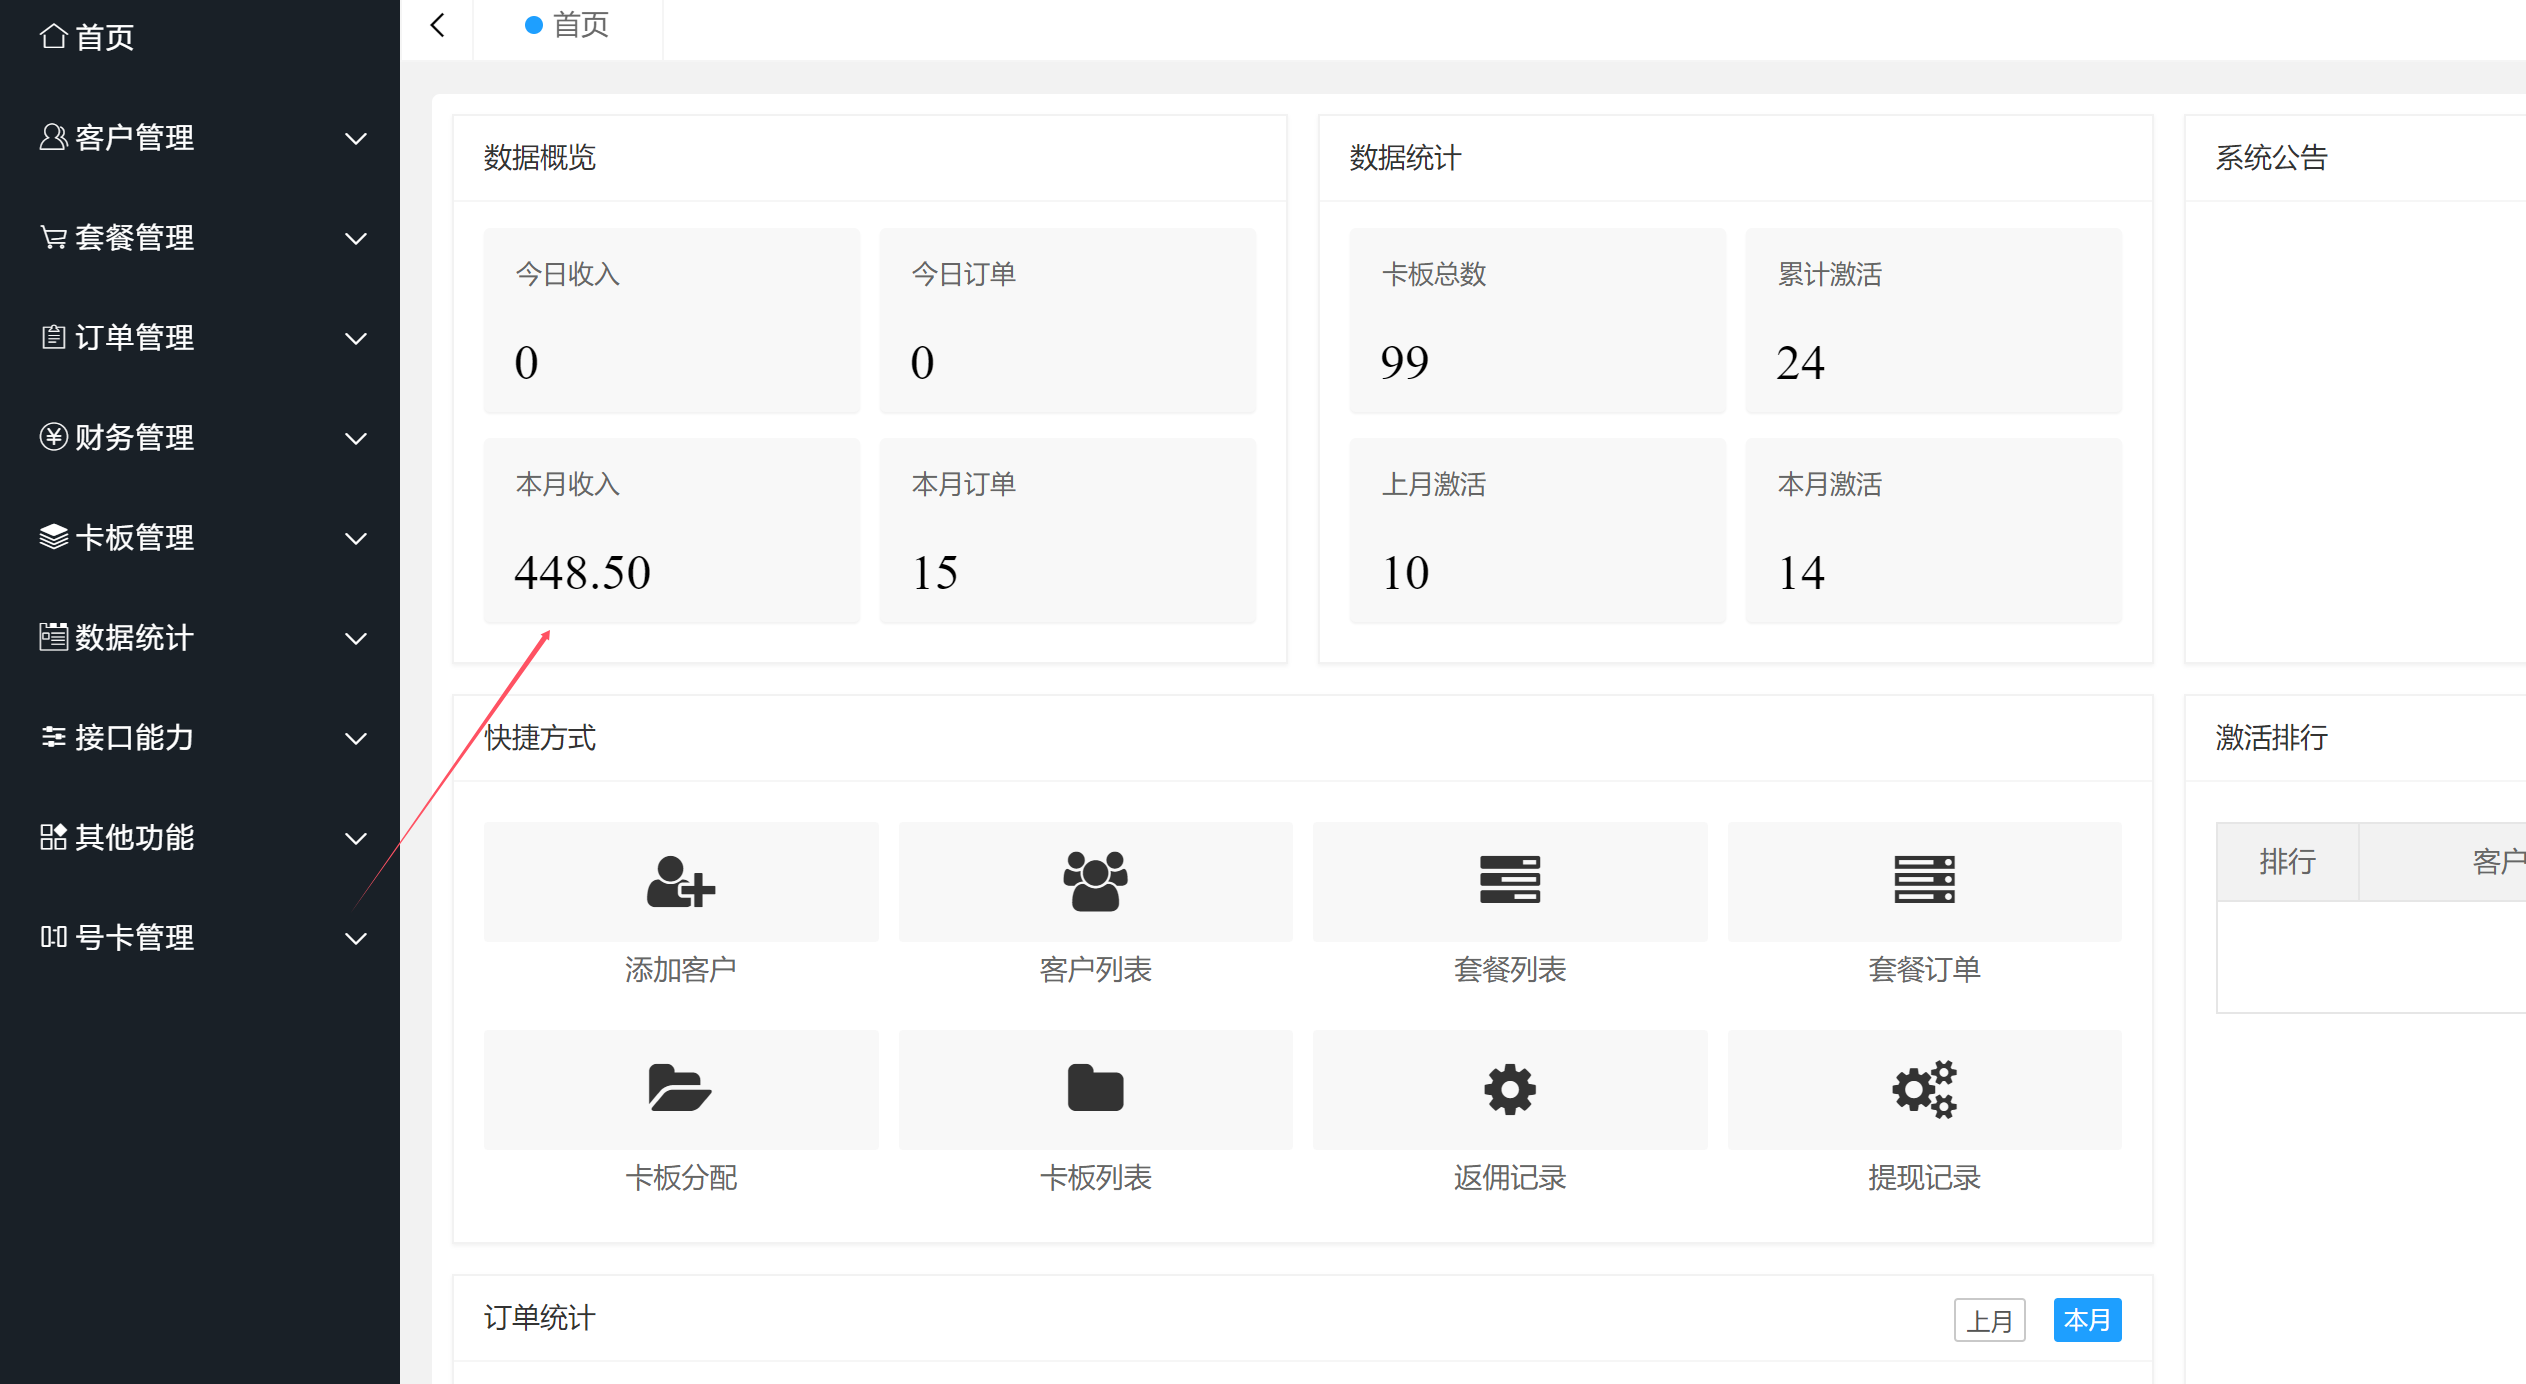 首页
客户管理
套餐管理
订单管理
财务管理
卡板管理
数据统计
接口能力
其他功能
号卡管理
首页
数据概览
今日收入
0
今日订单
0
本月收入
448.50
本月订单
15
数据统计
卡板总数
99
累计激活
24
上月激活
10
本月激活
14
系统公告
快捷方式
添加客户
客户列表
套餐列表
套餐订单
卡板分配
卡板列表
返佣记录
提现记录
激活排行
排行
客户
订单统计
上月
本月